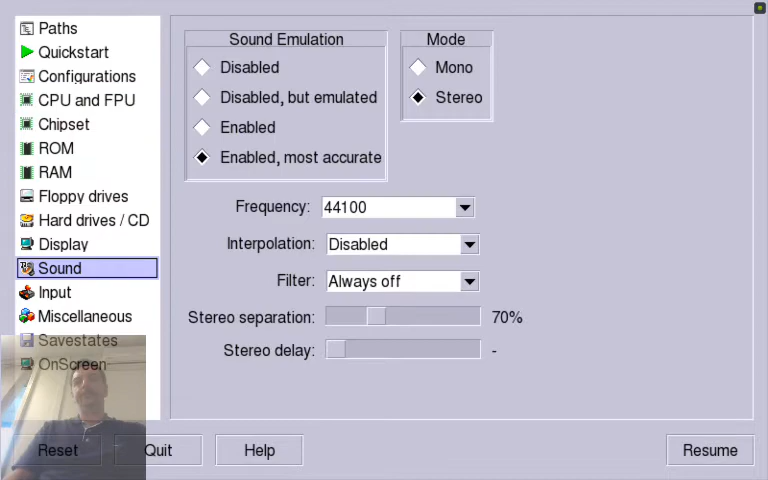 Paths
Quickstart
Configurations
CPU and FPU
Chipset
ROM
RAM
Floppy drives
Hard drives / CD
Display
Sound
Input
Miscellaneous
Savestates
OnScreen
Sound Emulation
Disabled
Disabled, but emulated
Enabled
Enabled, most accurate
Mode
Mono
Stereo
Frequency: 44100
Interpolation: Disabled
Filter: Always off
Stereo separation: 70%
Stereo delay: -
Reset Quit Help Resume